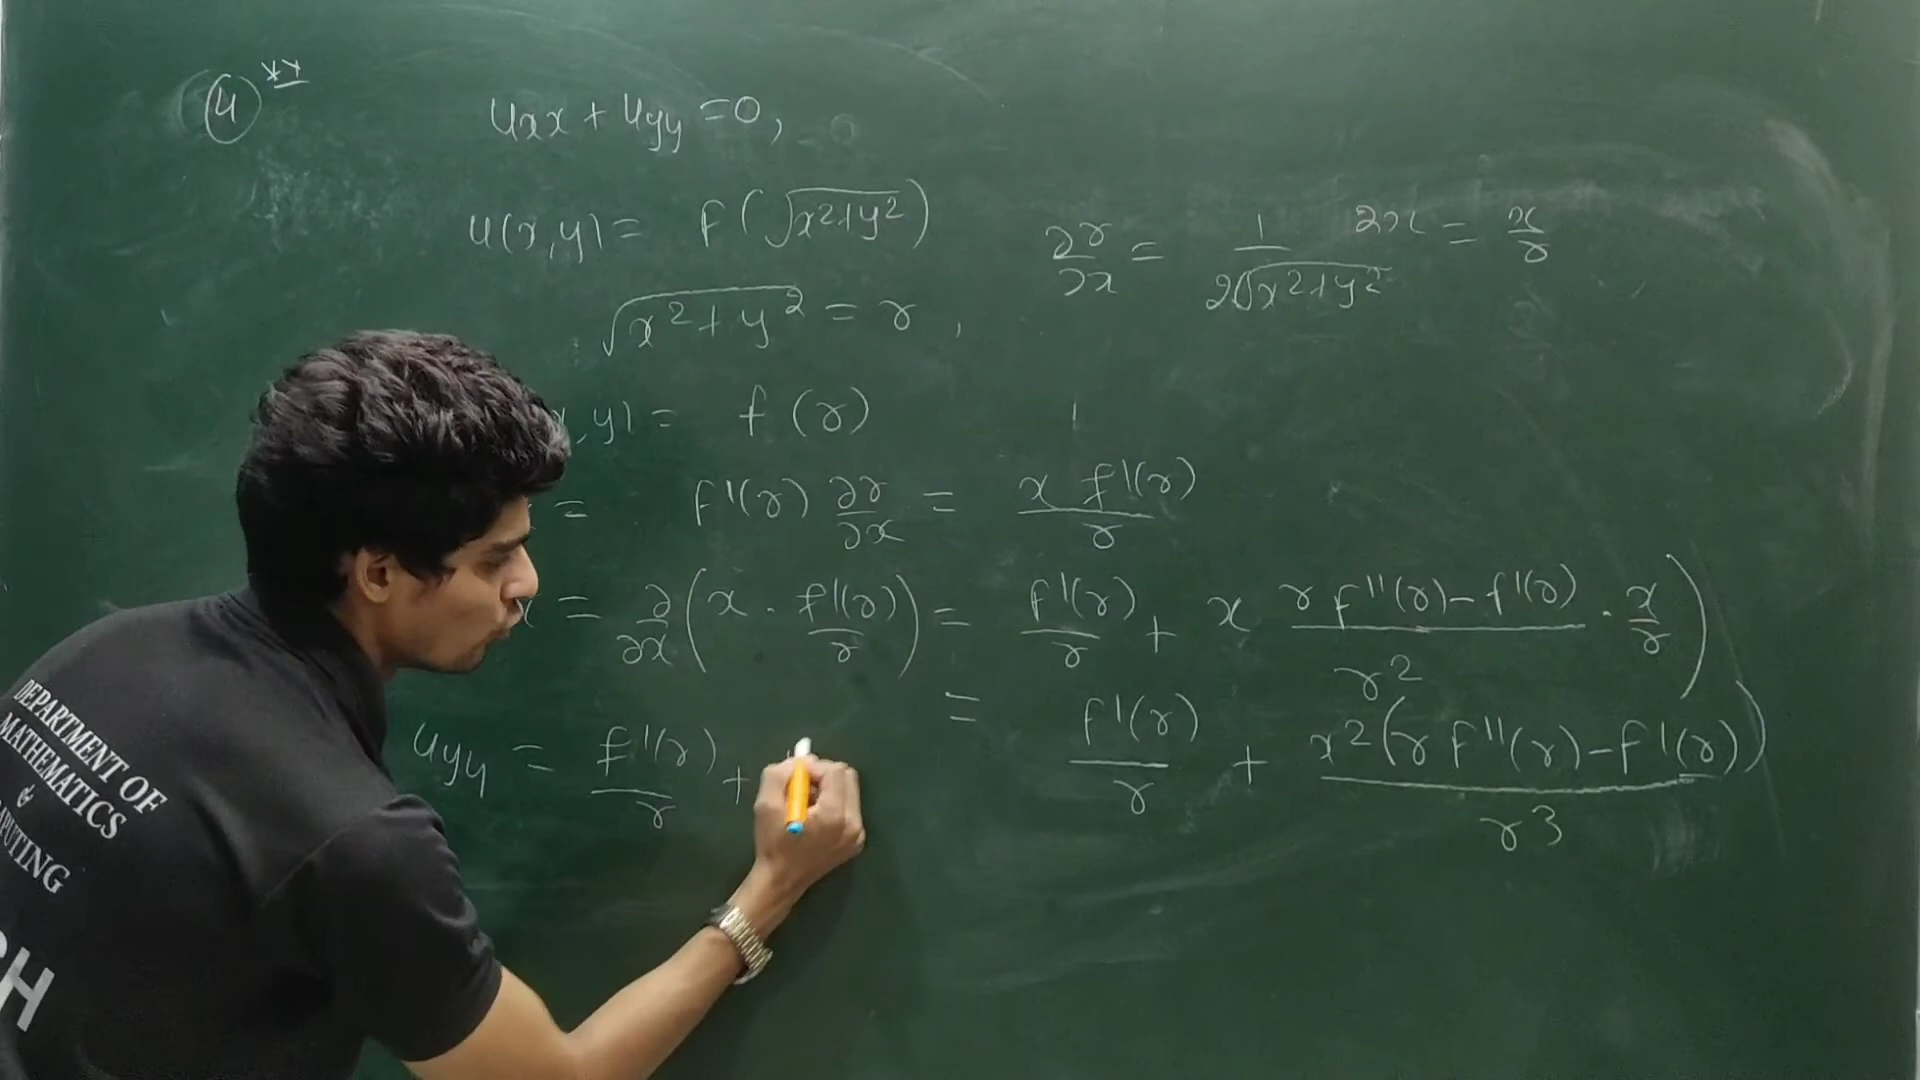 ④ **
uxx + uyy = 0,
u(x,y) = f(√x²+y²)
∂r/∂x = 1/2√x²+y² 2x = x/r
√x²+y² = r,
,y) = f(r)
= f'(r) ∂r/∂x = x f'(r)/r
x = ∂/∂x (x · f'(r)/r) = f'(r)/r + x r f''(r) - f'(r)/r² · x/r)
= f'(r)/r + x²(r f''(r) - f'(r))/r³
uyy = f'(r)/r +
DEPARTMENT OF
MATHEMATICS
&
PUTING
H